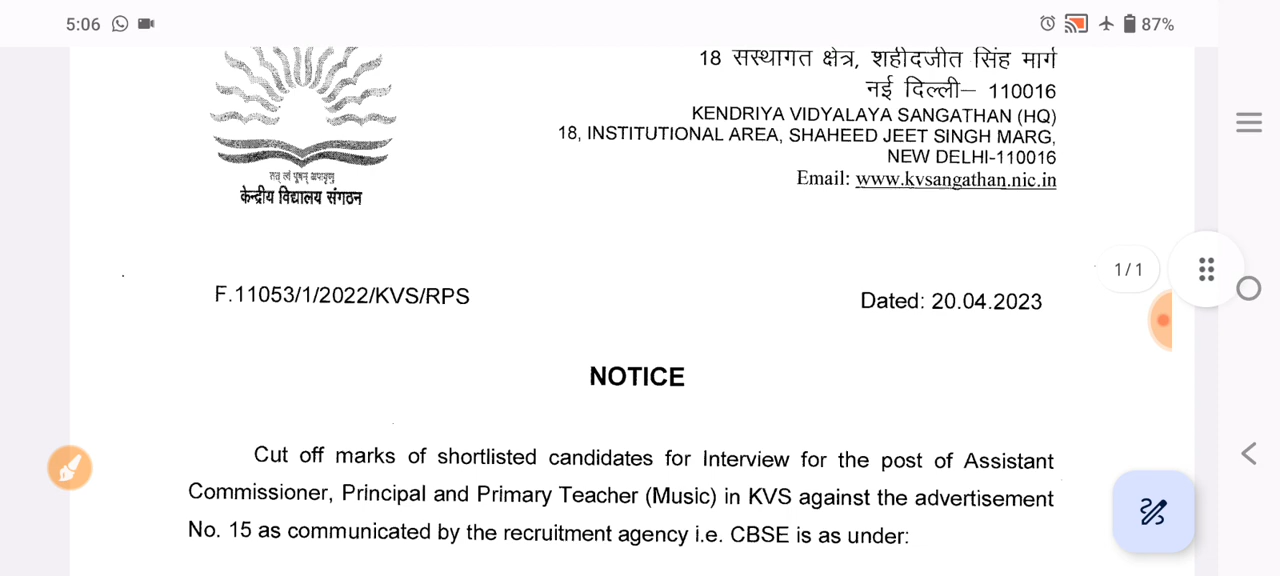 5:06
87%
18 सस्थागत क्षेत्र, शहीदजीत सिंह मार्ग
नई दिल्ली– 110016
KENDRIYA VIDYALAYA SANGATHAN (HQ)
18, INSTITUTIONAL AREA, SHAHEED JEET SINGH MARG,
NEW DELHI-110016
Email: www.kvsangathan.nic.in
तत् त्वं पूषन् अपावृणु
केन्द्रीय विद्यालय संगठन
1/1
F.11053/1/2022/KVS/RPS
Dated: 20.04.2023
NOTICE
Cut off marks of shortlisted candidates for Interview for the post of Assistant
Commissioner, Principal and Primary Teacher (Music) in KVS against the advertisement
No. 15 as communicated by the recruitment agency i.e. CBSE is as under: